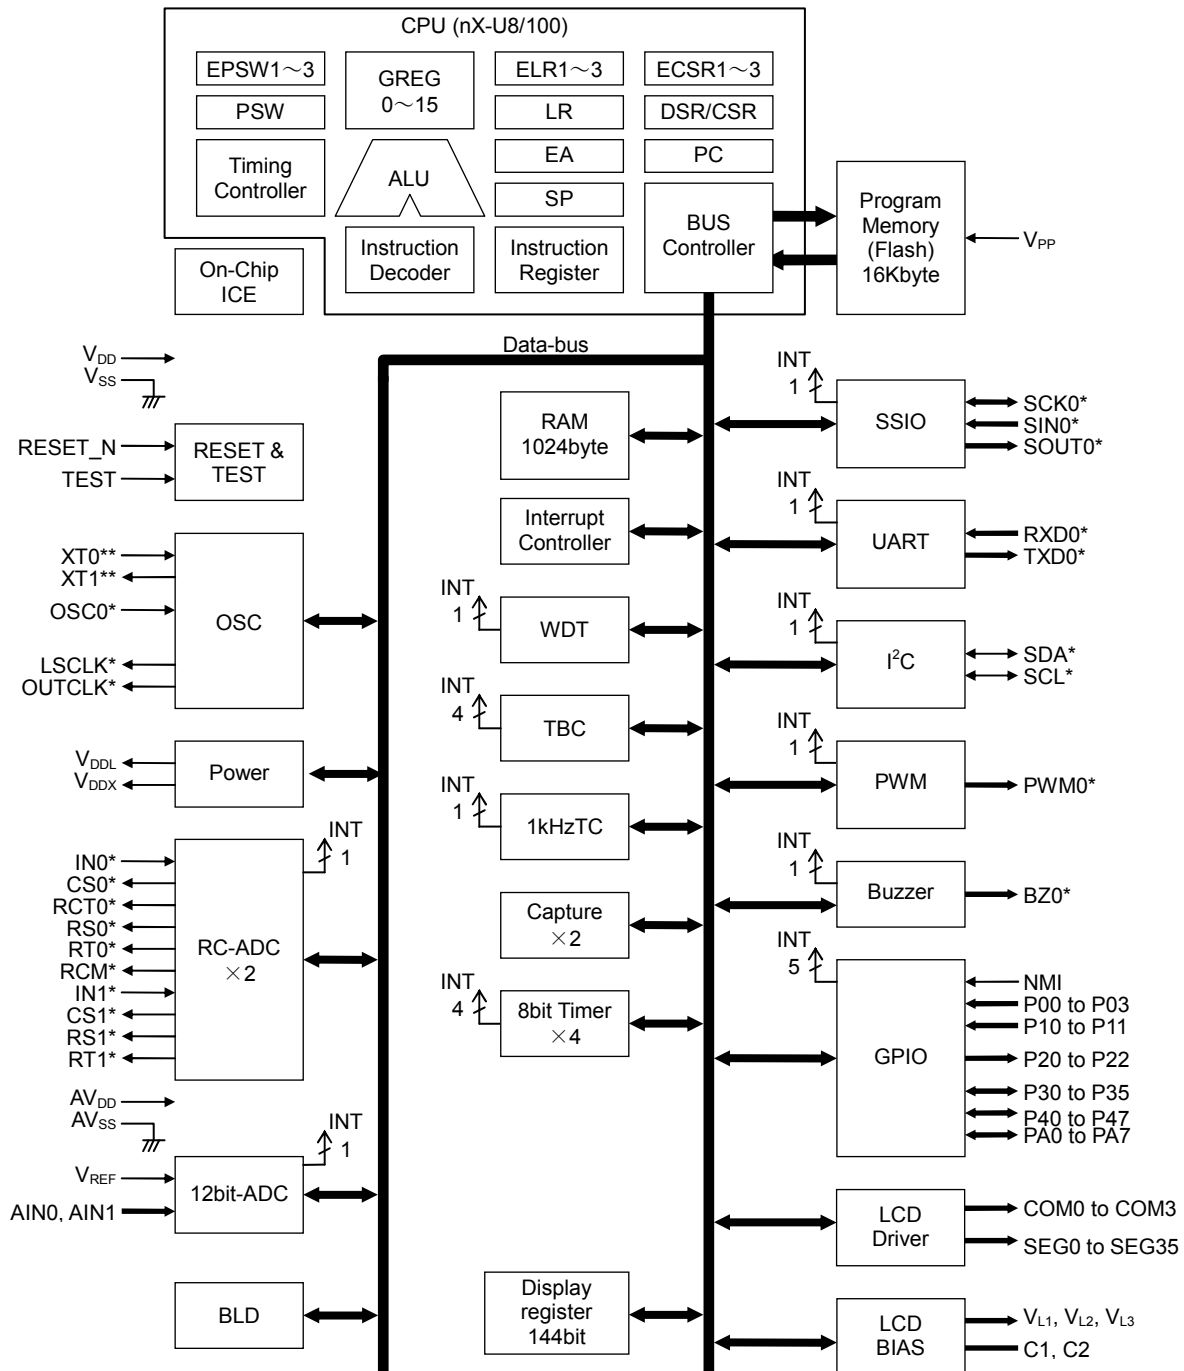 CPU (nX-U8/100)
EPSW1～3
GREG
0～15
ELR1～3
ECSR1～3
PSW
LR
DSR/CSR
Timing
Controller
ALU
EA
PC
SP
BUS
Controller
Program
Memory
(Flash)
16Kbyte
VPP
Instruction
Decoder
Instruction
Register
On-Chip
ICE
Data-bus
VDD
VSS
RESET_N
TEST
RESET &
TEST
XT0**
XT1**
OSC0*
LSCLK*
OUTCLK*
OSC
VDDL
VDDX
Power
IN0*
CS0*
RCT0*
RS0*
RT0*
RCM*
IN1*
CS1*
RS1*
RT1*
RC-ADC
×2
INT
1
AVDD
AVSS
VREF
AIN0, AIN1
12bit-ADC
INT
1
BLD
RAM
1024byte
Interrupt
Controller
INT
1
WDT
INT
4
TBC
INT
1
1kHzTC
Capture
×2
INT
4
8bit Timer
×4
Display
register
144bit
INT
1
SSIO
SCK0*
SIN0*
SOUT0*
INT
1
UART
RXD0*
TXD0*
INT
1
I²C
SDA*
SCL*
INT
1
PWM
PWM0*
INT
1
Buzzer
BZ0*
INT
5
GPIO
NMI
P00 to P03
P10 to P11
P20 to P22
P30 to P35
P40 to P47
PA0 to PA7
LCD
Driver
COM0 to COM3
SEG0 to SEG35
LCD
BIAS
VL1, VL2, VL3
C1, C2